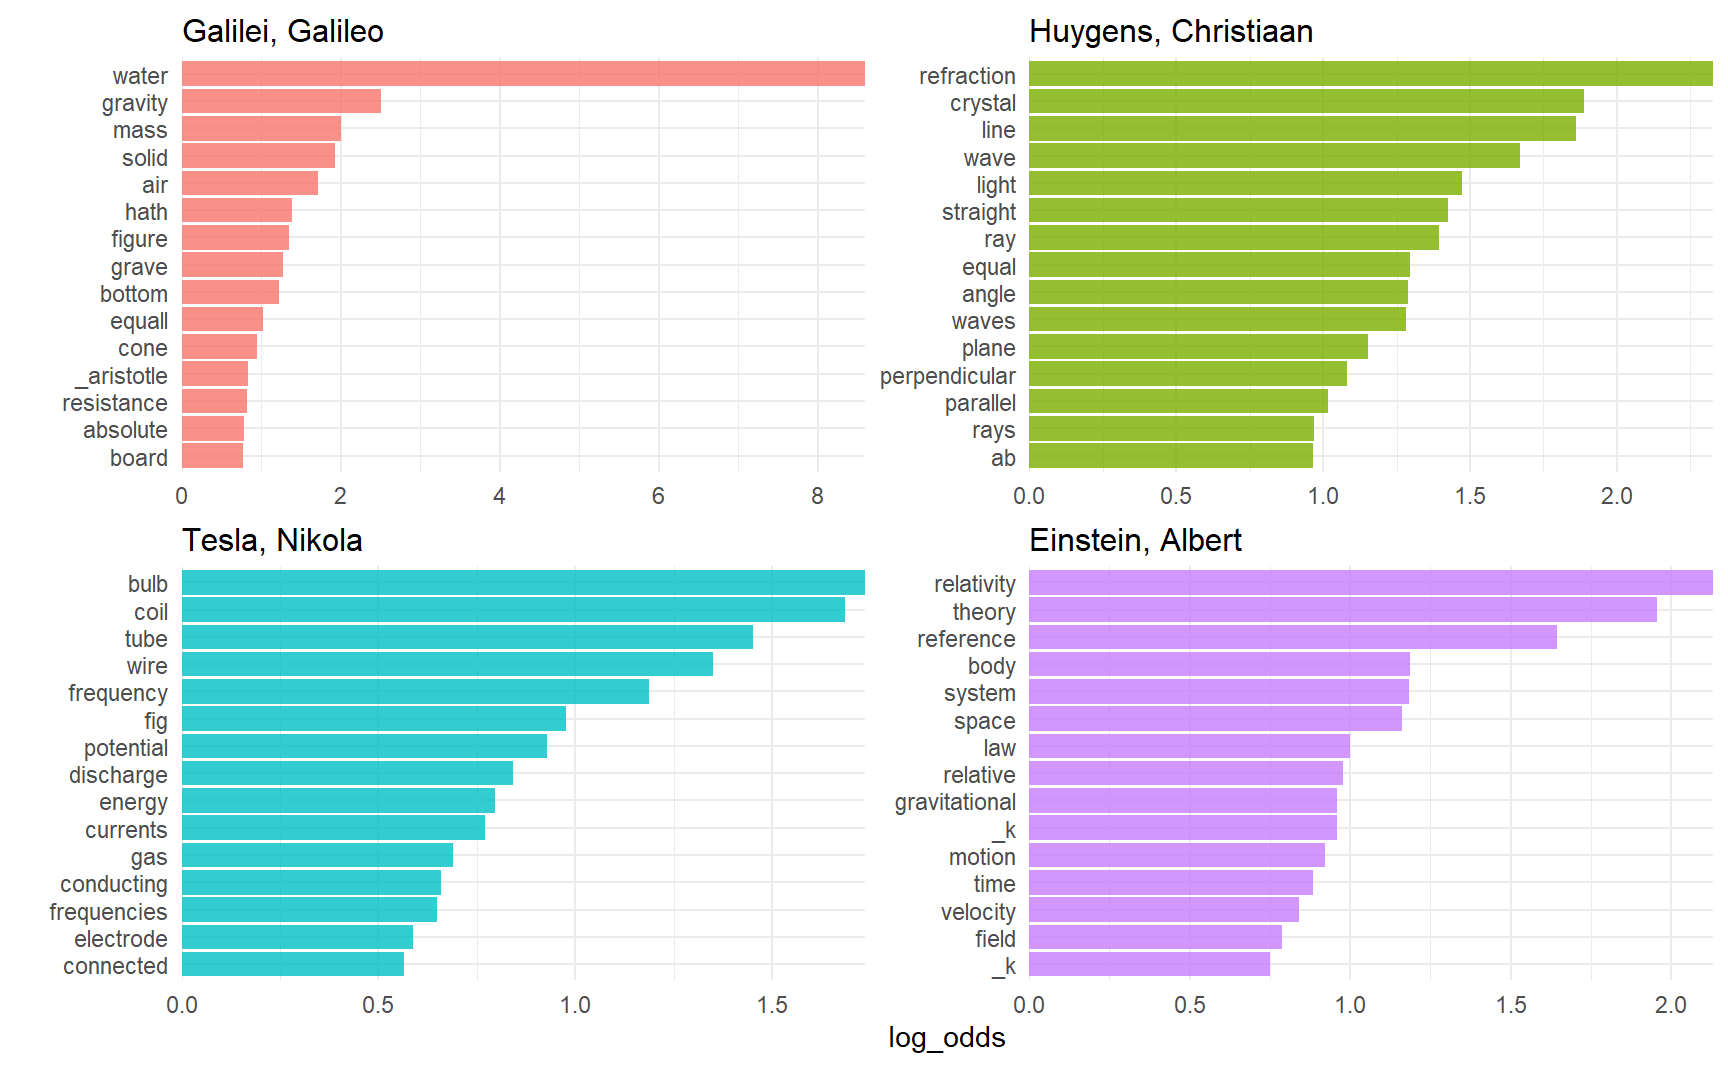 Galilei, Galileo
water
gravity
mass
solid
air
hath
figure
grave
bottom
equall
cone
_aristotle
resistance
absolute
board
0 2 4 6 8
Huygens, Christiaan
refraction
crystal
line
wave
light
straight
ray
equal
angle
waves
plane
perpendicular
parallel
rays
ab
0.0 0.5 1.0 1.5 2.0
Tesla, Nikola
bulb
coil
tube
wire
frequency
fig
potential
discharge
energy
currents
gas
conducting
frequencies
electrode
connected
0.0 0.5 1.0 1.5
Einstein, Albert
relativity
theory
reference
body
system
space
law
relative
gravitational
_k
motion
time
velocity
field
_k
0.0 0.5 1.0 1.5 2.0
log_odds